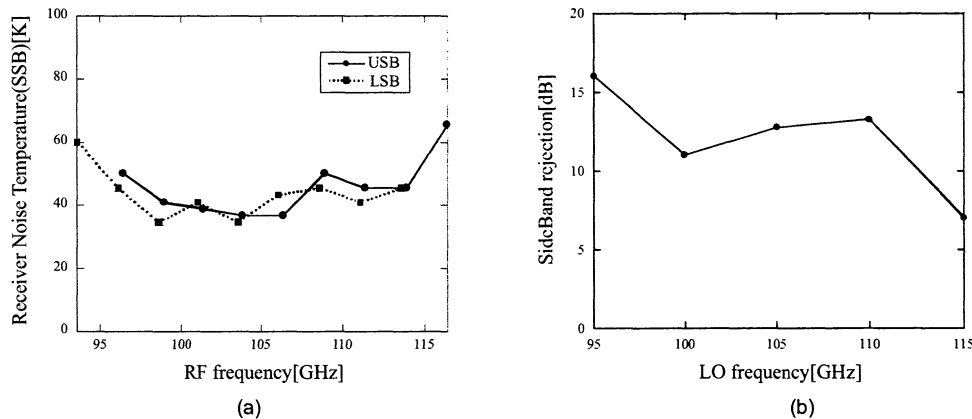 Receiver Noise Temperature(SSB)[K]
100
80
60
40
20
0
USB
LSB
95
100
105
110
115
RF frequency[GHz]
(a)
SideBand rejection[dB]
20
15
10
5
0
95
100
105
110
115
LO frequency[GHz]
(b)